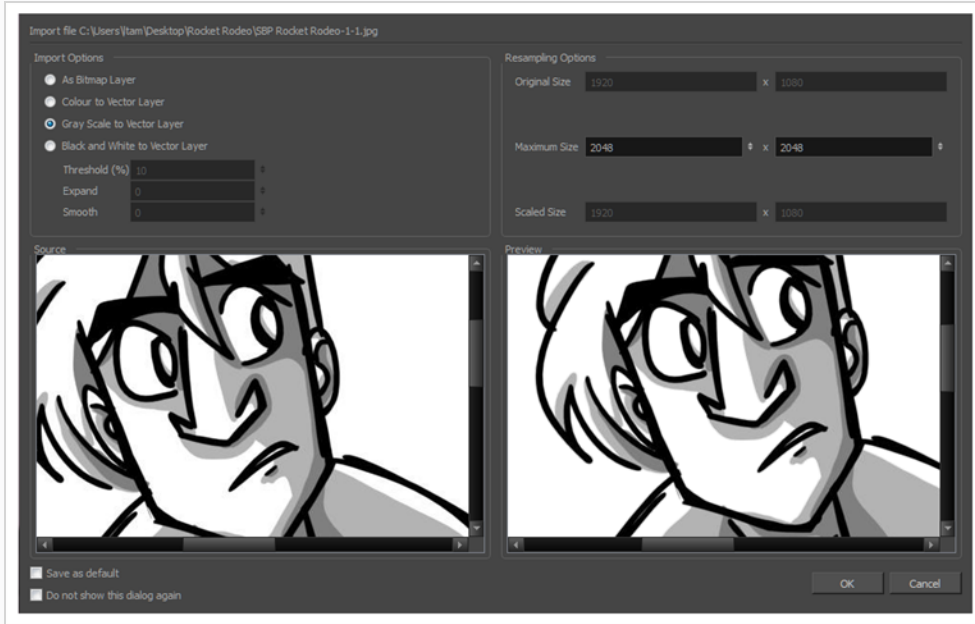 Import file C:\Users\ltam\Desktop\Rocket Rodeo\SBP Rocket Rodeo-1-1.jpg
Import Options
As Bitmap Layer
Colour to Vector Layer
Gray Scale to Vector Layer
Black and White to Vector Layer
Threshold (%) 10
Expand 0
Smooth 0
Resampling Options
Original Size 1920 x 1080
Maximum Size 2048 x 2048
Scaled Size 1920 x 1080
Source
Preview
Save as default
Do not show this dialog again
OK Cancel